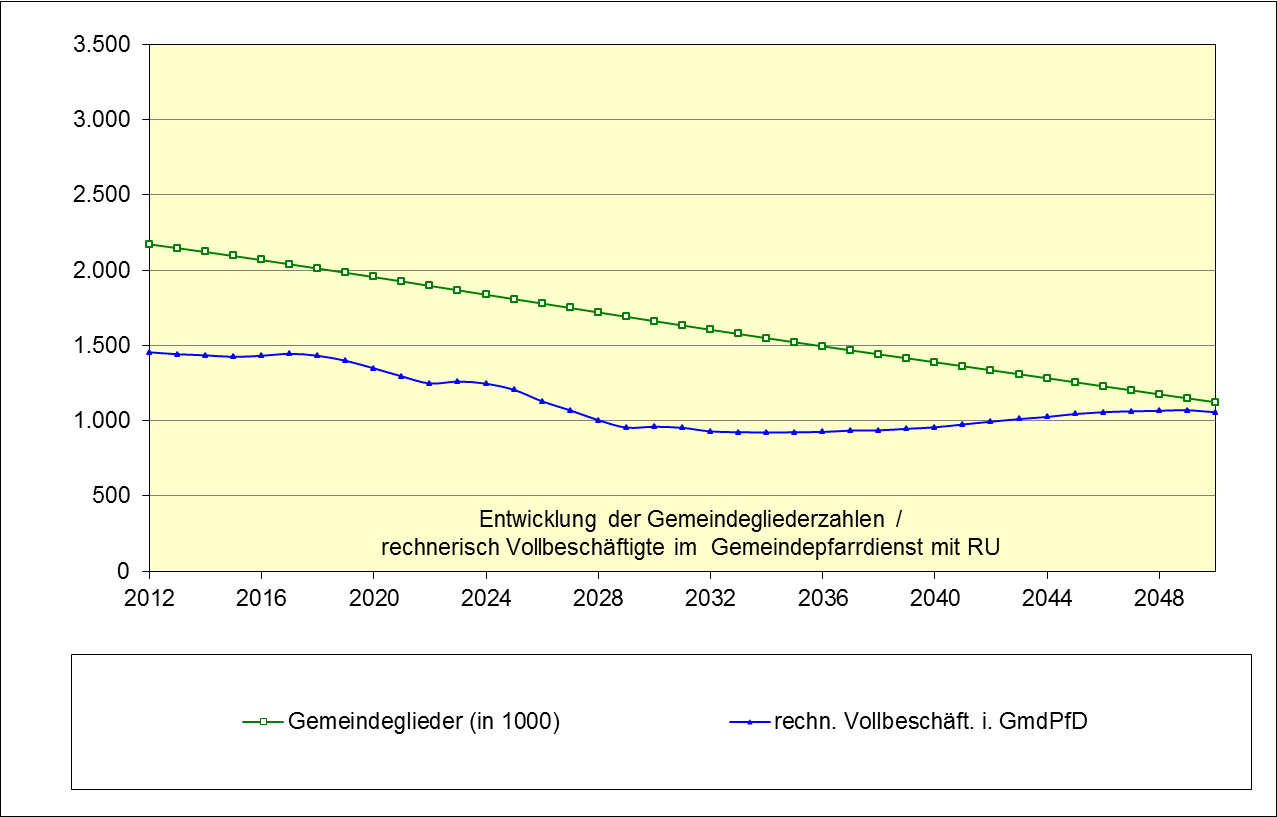 3.500
3.000
2.500
2.000
1.500
1.000
500
0
Entwicklung der Gemeindegliederzahlen /
rechnerisch Vollbeschäftigte im Gemeindepfarrdienst mit RU
2012 2016 2020 2024 2028 2032 2036 2040 2044 2048
Gemeindeglieder (in 1000) rechn. Vollbeschäft. i. GmdPfD